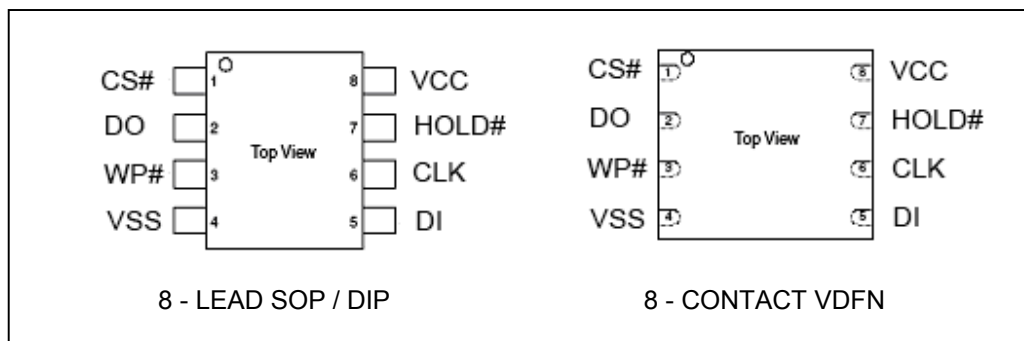 CS# 1 8 VCC
DO 2 7 HOLD#
Top View
WP# 3 6 CLK
VSS 4 5 DI
8 - LEAD SOP / DIP
CS# 1 8 VCC
DO 2 7 HOLD#
Top View
WP# 3 6 CLK
VSS 4 5 DI
8 - CONTACT VDFN